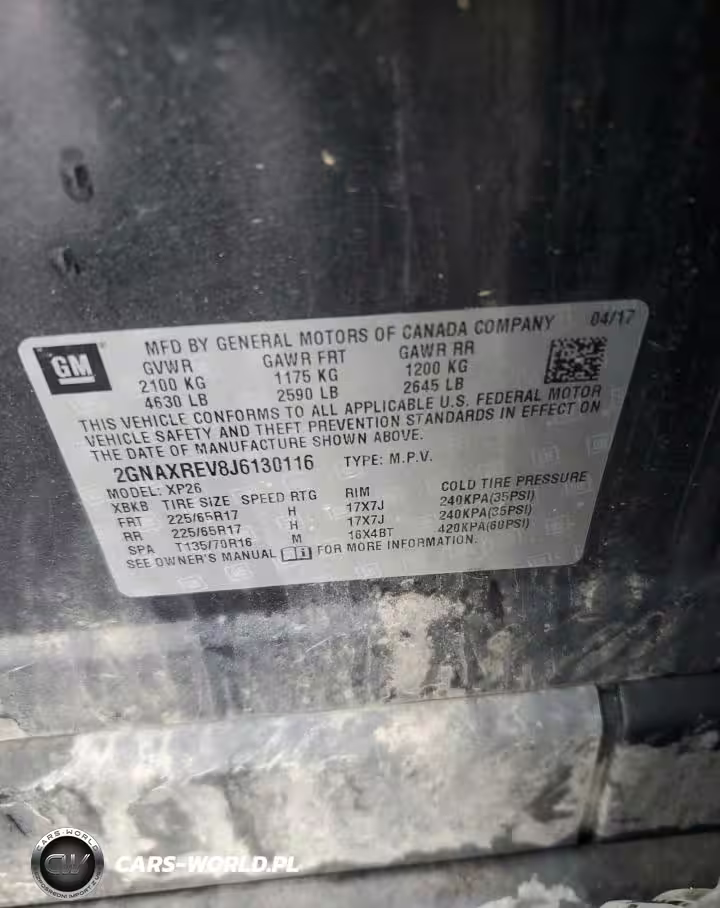 GM
MFD BY GENERAL MOTORS OF CANADA COMPANY 04/17
GVWR GAWR FRT GAWR RR
2100 KG 1175 KG 1200 KG
4630 LB 2590 LB 2645 LB
THIS VEHICLE CONFORMS TO ALL APPLICABLE U.S. FEDERAL MOTOR
VEHICLE SAFETY AND THEFT PREVENTION STANDARDS IN EFFECT ON
THE DATE OF MANUFACTURE SHOWN ABOVE.
2GNAXREV8J6130116 TYPE: M.P.V.
MODEL: XP26
XBKB TIRE SIZE SPEED RTG RIM COLD TIRE PRESSURE
FRT 225/65R17 H 17X7J 240KPA(35PSI)
RR 225/65R17 H 17X7J 240KPA(35PSI)
SPA T135/70R16 M 16X4BT 420KPA(60PSI)
SEE OWNER'S MANUAL FOR MORE INFORMATION.
CARS-WORLD
CW
CARS-WORLD.PL